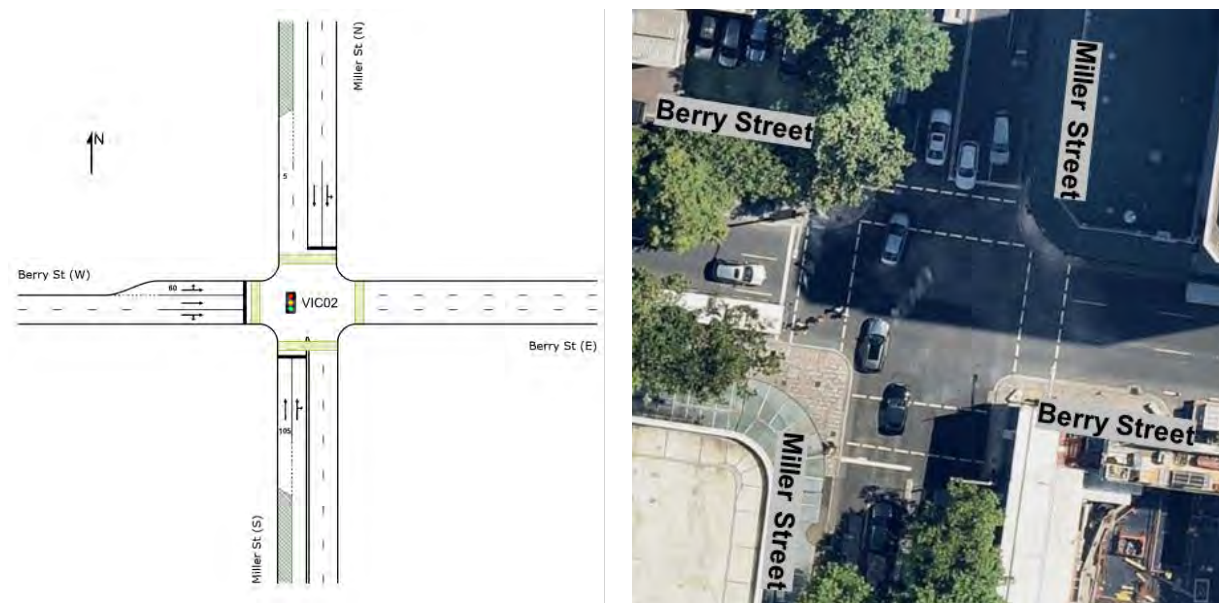 Miller St (N)
N
5
Berry St (W)
60
VIC02
Berry St (E)
105
Miller St (S)
Berry Street
Miller Street
Berry Street
Miller Street